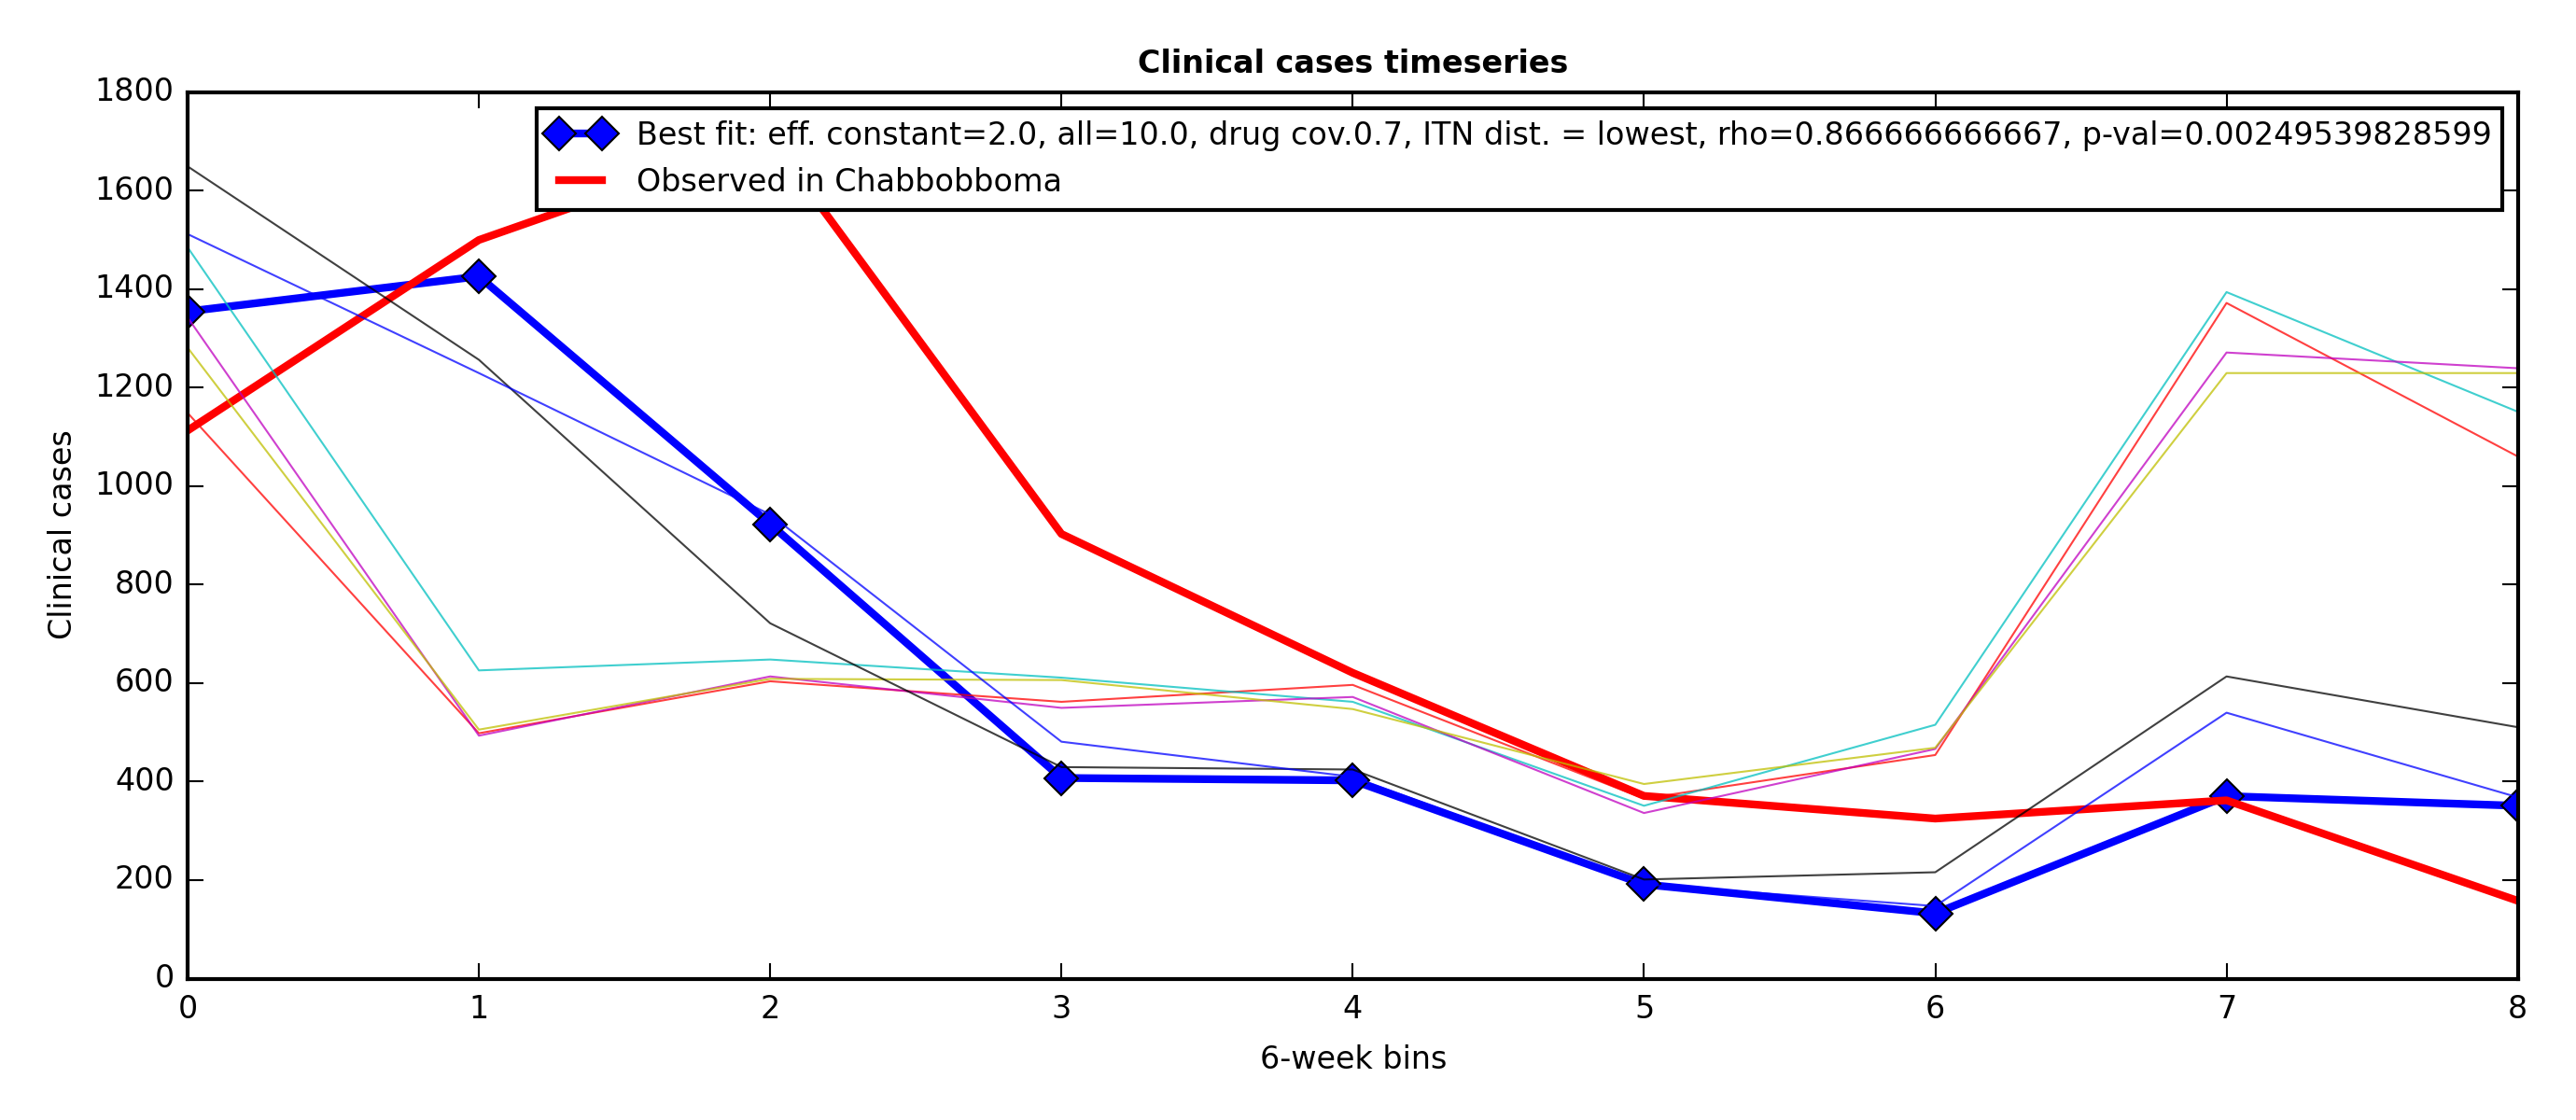 Clinical cases timeseries
1800
1600
1400
1200
1000
800
600
400
200
0
Clinical cases
Best fit: eff. constant=2.0, all=10.0, drug cov.0.7, ITN dist. = lowest, rho=0.866666666667, p-val=0.00249539828599
Observed in Chabbobboma
0 1 2 3 4 5 6 7 8
6-week bins